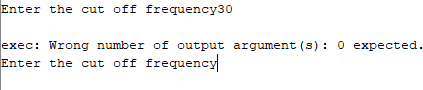 Enter the cut off frequency30
exec: Wrong number of output argument(s): 0 expected.
Enter the cut off frequency